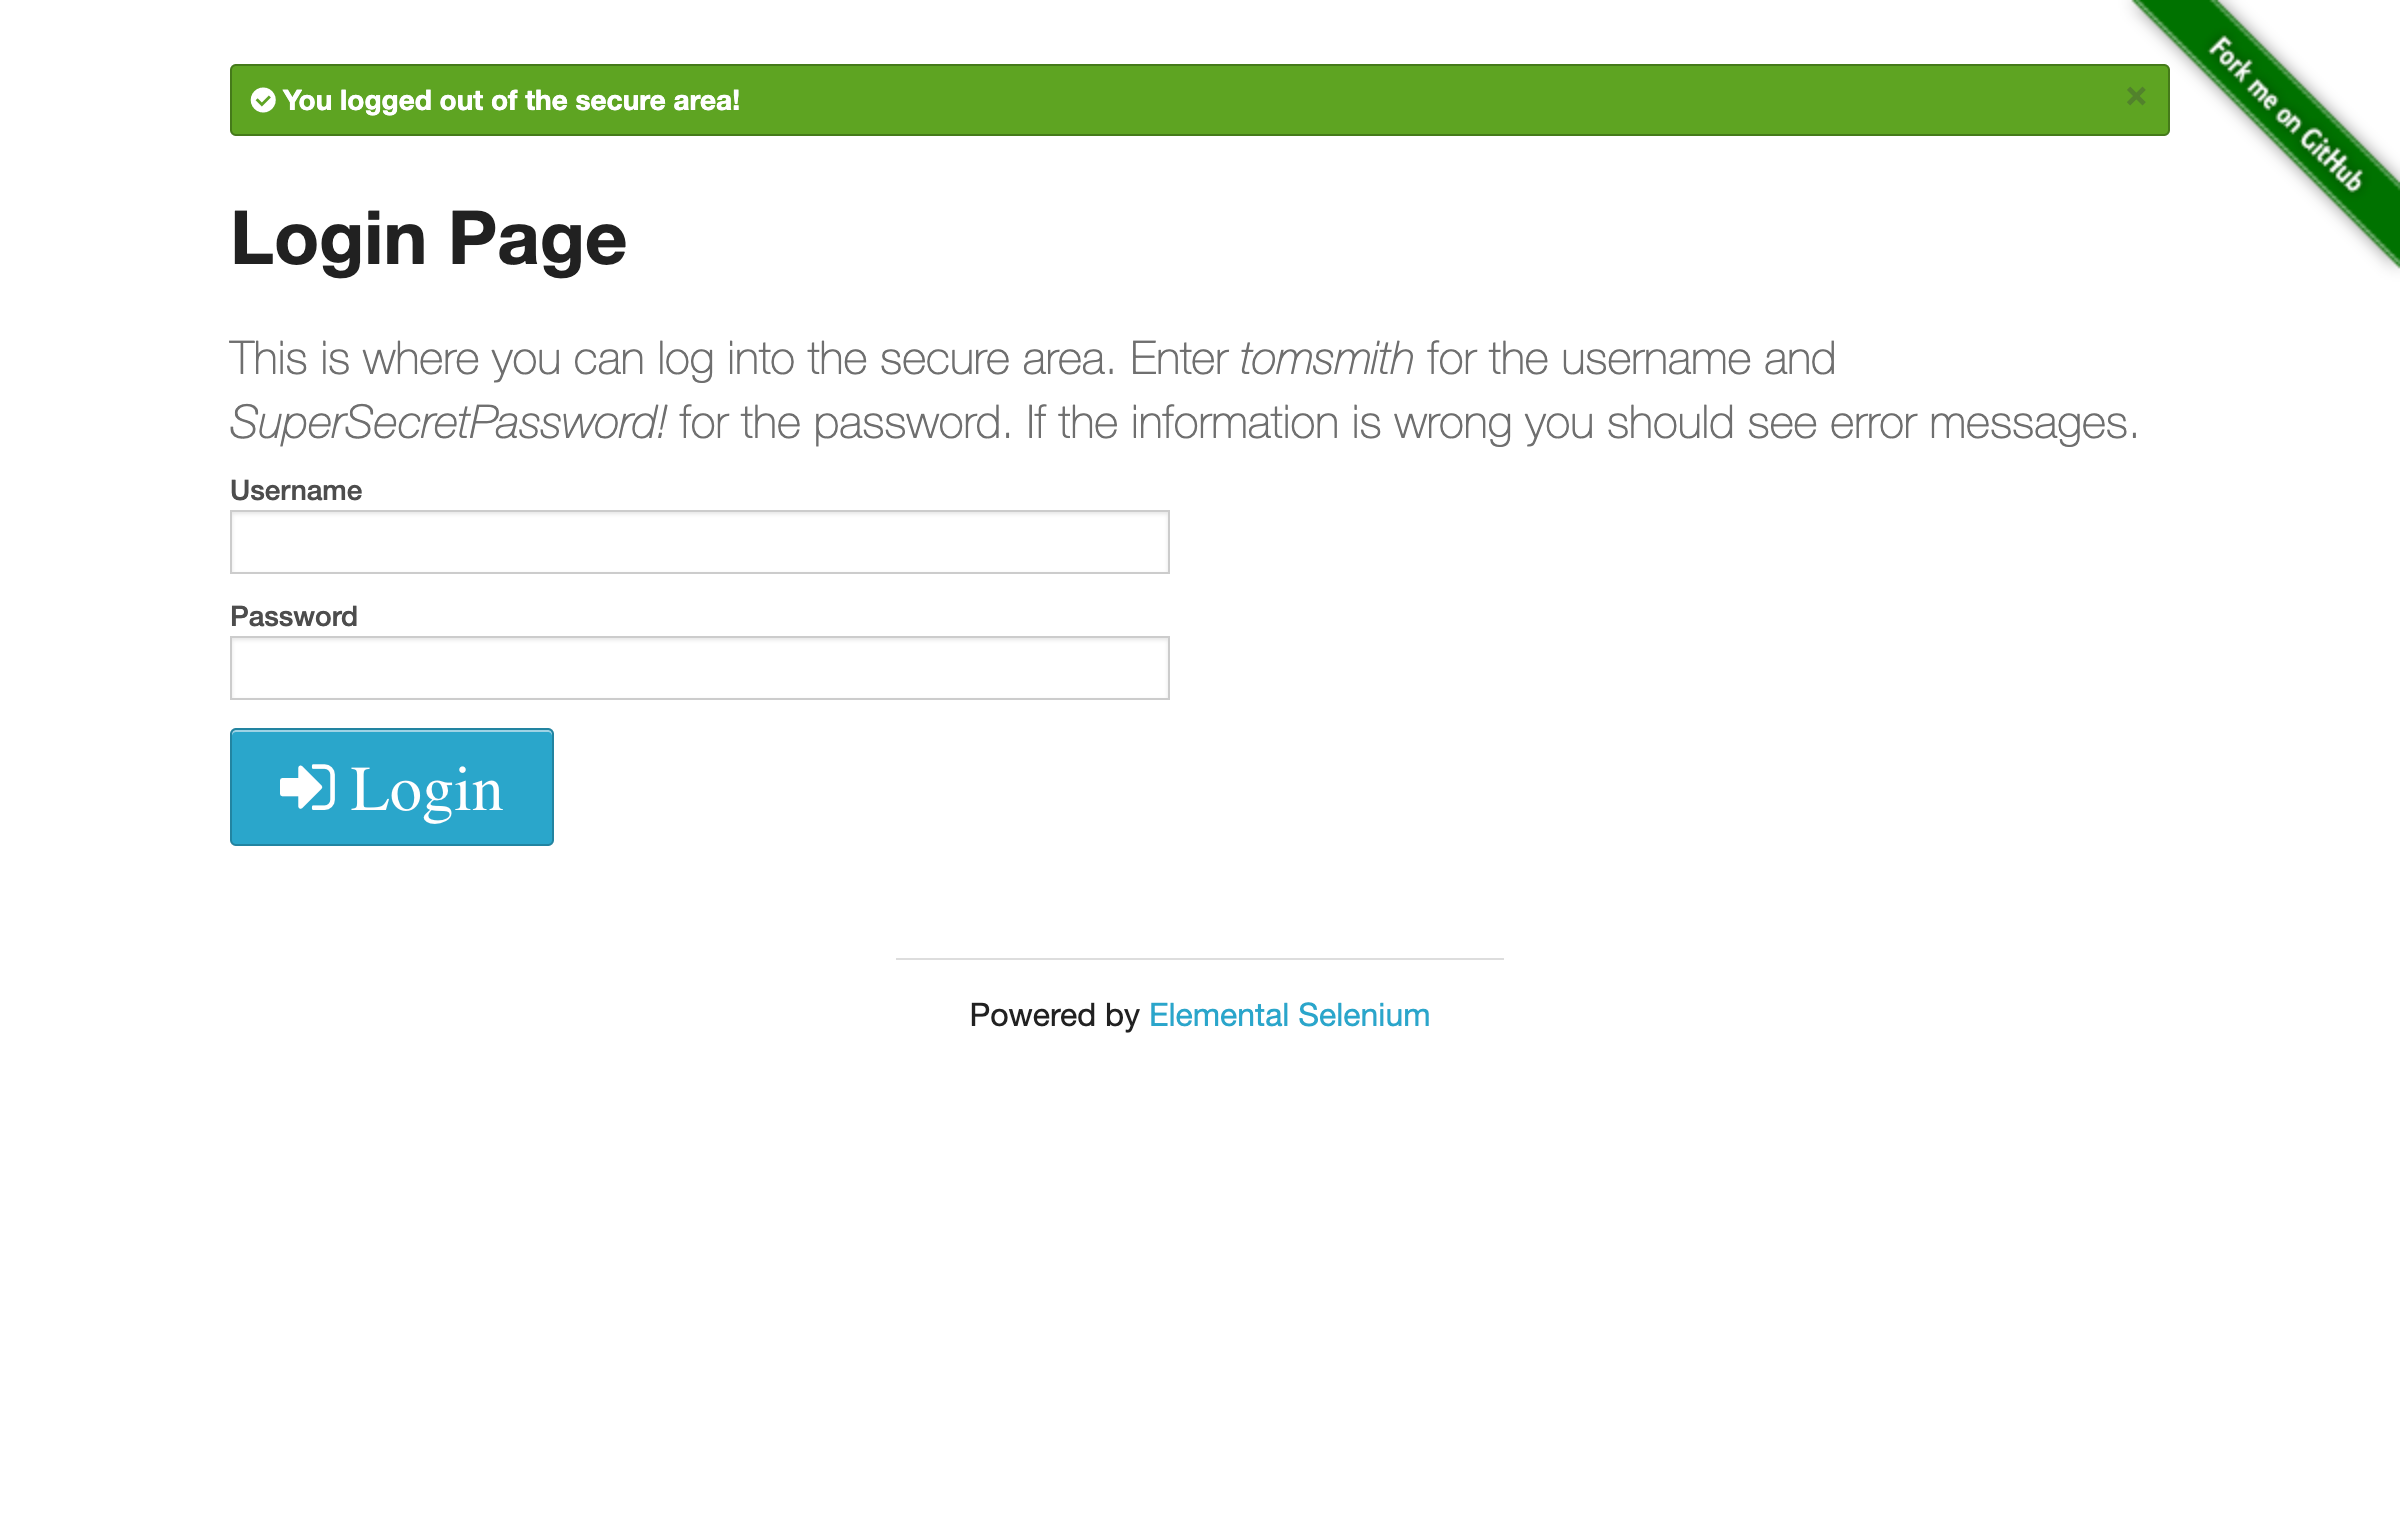 You logged out of the secure area!
×
Fork me on GitHub
Login Page
This is where you can log into the secure area. Enter tomsmith for the username and
SuperSecretPassword! for the password. If the information is wrong you should see error messages.
Username
Password
Login
Powered by Elemental Selenium